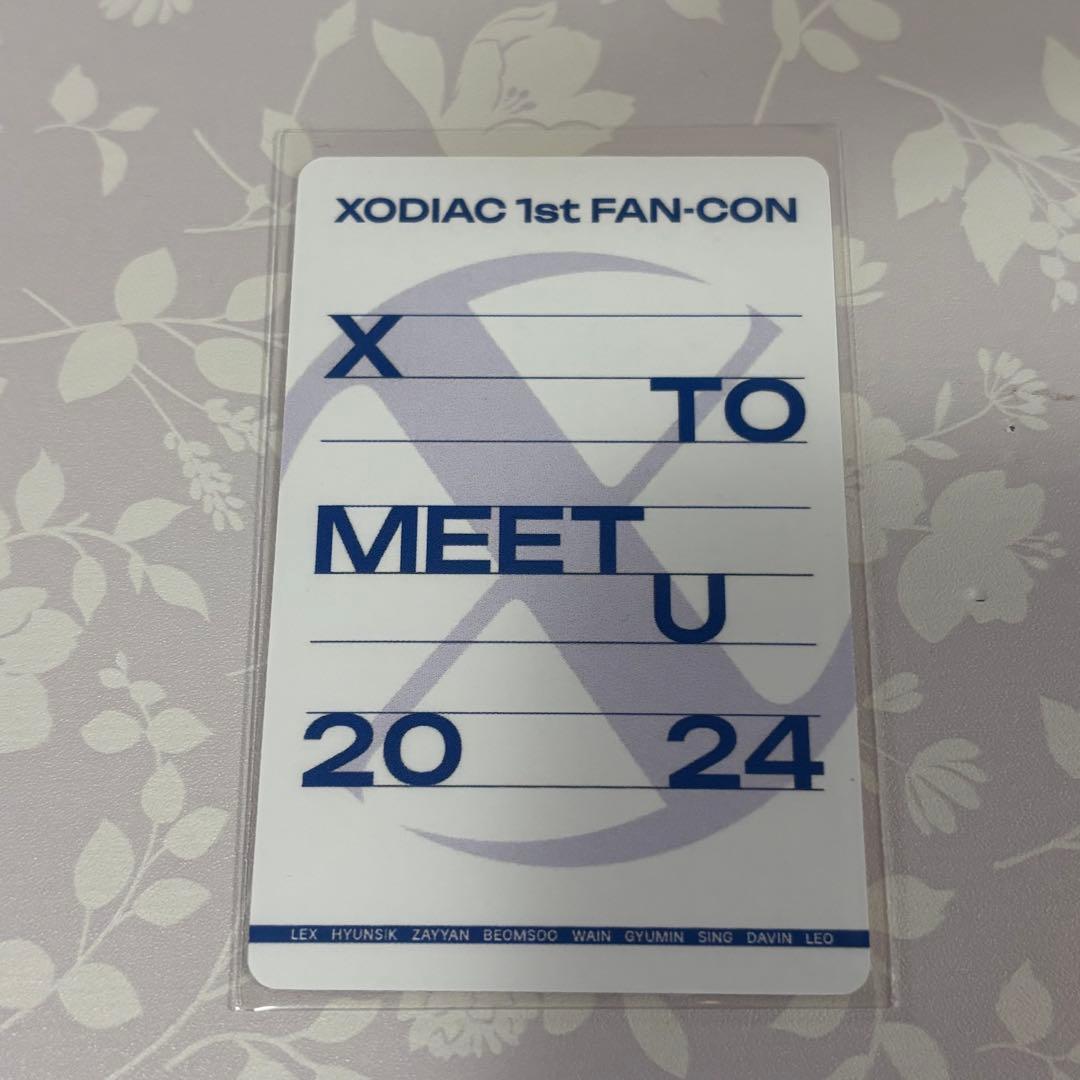 XODIAC 1st FAN-CON
X
TO
MEET
U
20 24
LEX HYUNSIK ZAYYAN BEOMSOO WAIN GYUMIN SING DAVIN LEO